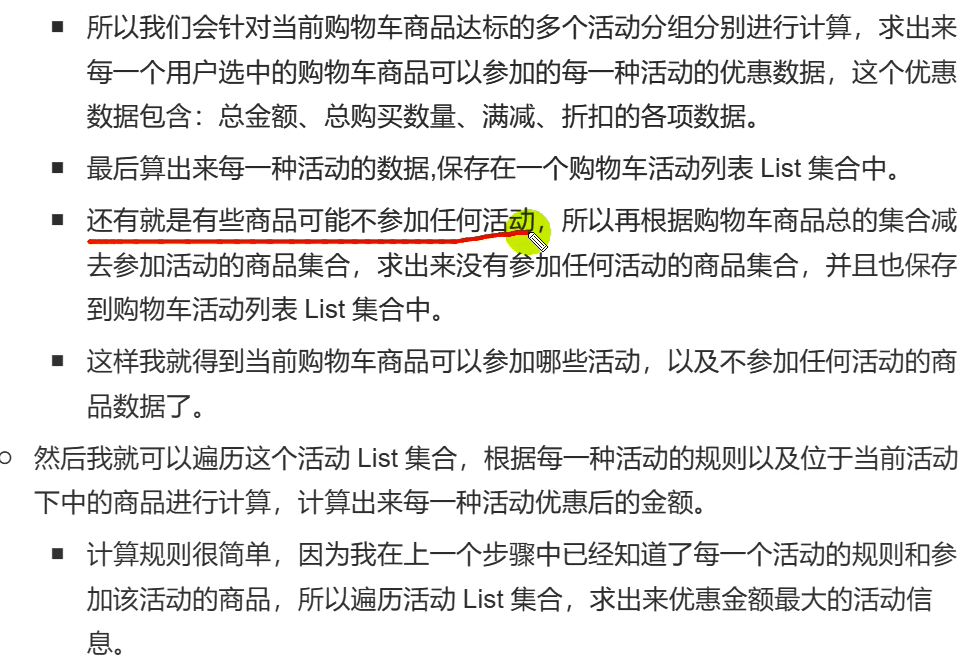 所以我们会针对当前购物车商品达标的多个活动分组分别进行计算，求出来
每一个用户选中的购物车商品可以参加的每一种活动的优惠数据，这个优惠
数据包含：总金额、总购买数量、满减、折扣的各项数据。
最后算出来每一种活动的数据,保存在一个购物车活动列表 List 集合中。
还有就是有些商品可能不参加任何活动，所以再根据购物车商品总的集合减
去参加活动的商品集合，求出来没有参加任何活动的商品集合，并且也保存
到购物车活动列表 List 集合中。
这样我就得到当前购物车商品可以参加哪些活动，以及不参加任何活动的商
品数据了。
然后我就可以遍历这个活动 List 集合，根据每一种活动的规则以及位于当前活动
下中的商品进行计算，计算出来每一种活动优惠后的金额。
计算规则很简单，因为我在上一个步骤中已经知道了每一个活动的规则和参
加该活动的商品，所以遍历活动 List 集合，求出来优惠金额最大的活动信
息。